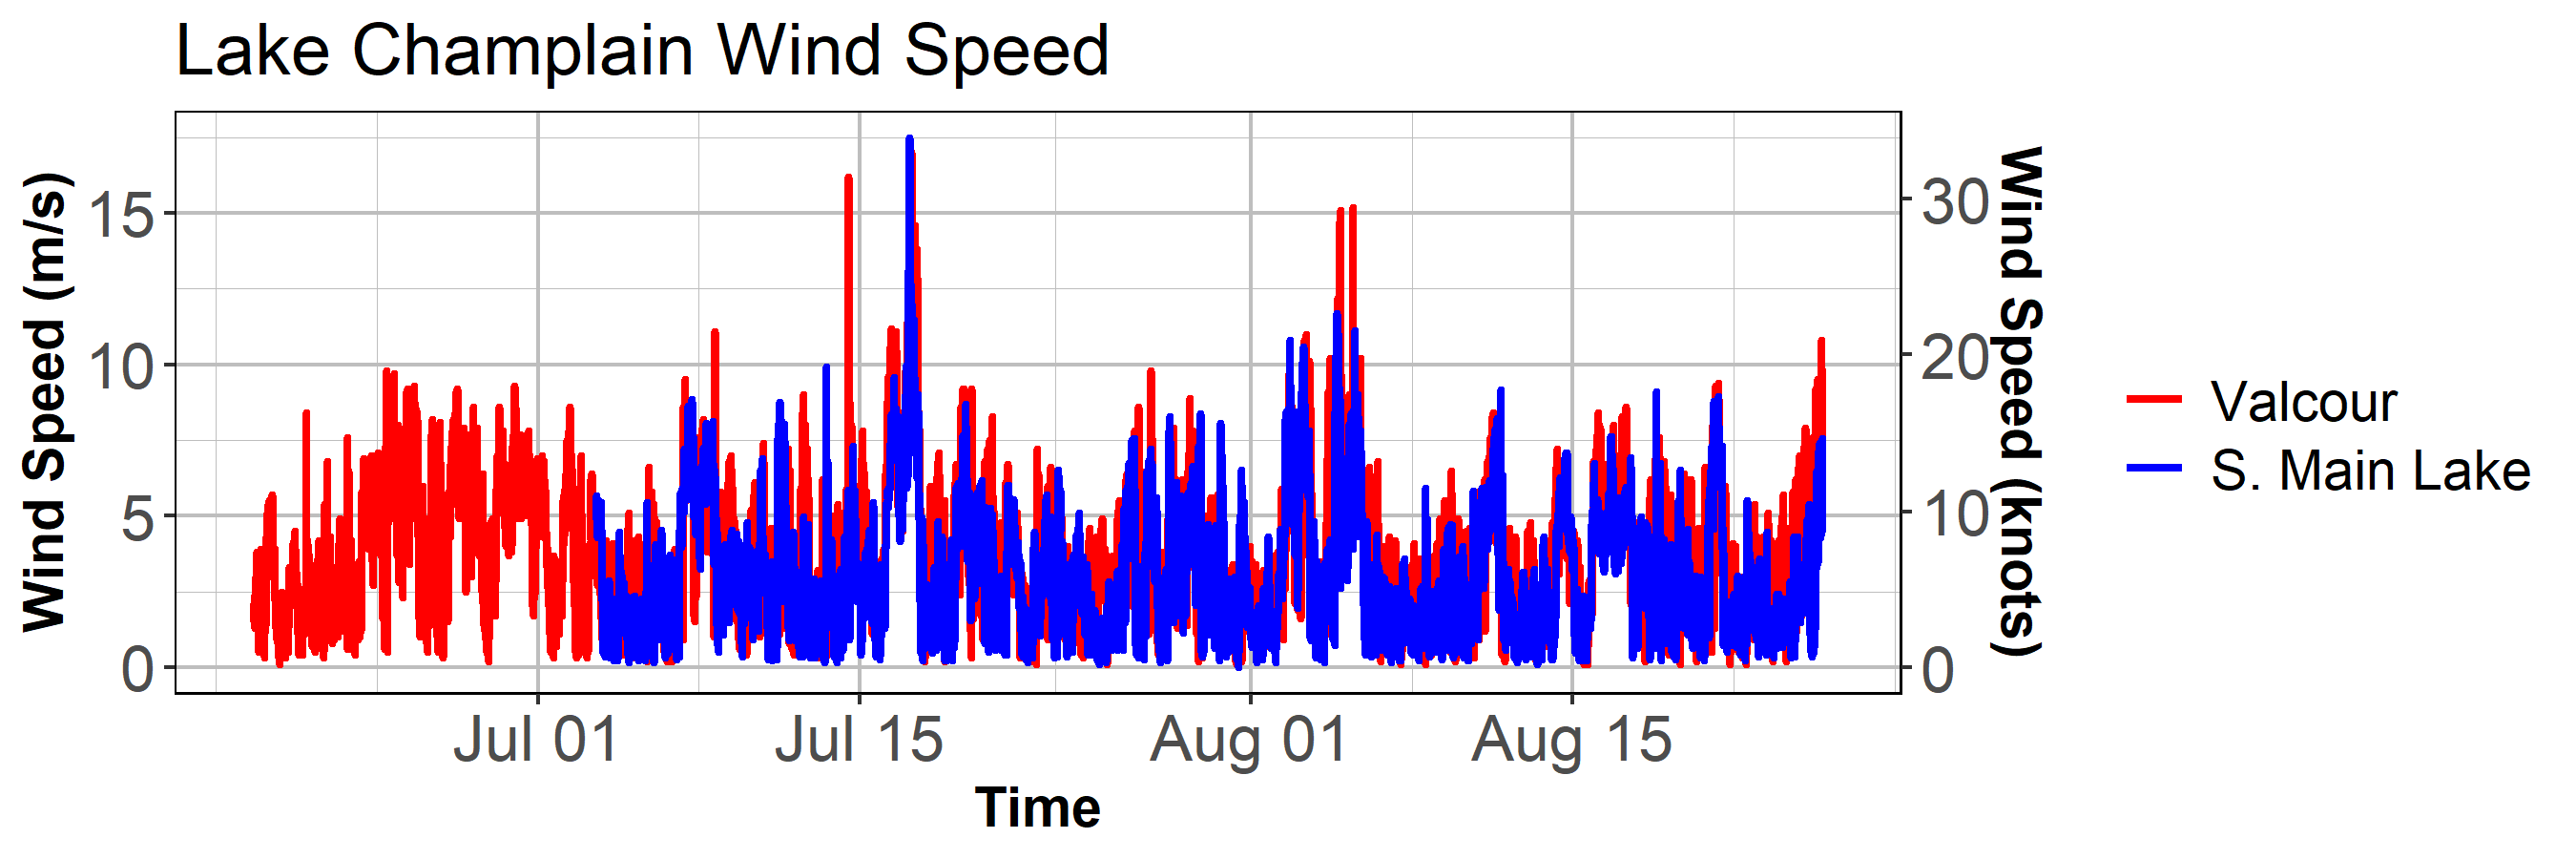 Lake Champlain Wind Speed
Wind Speed (m/s)
15
10
5
0
30
20
10
0
Wind Speed (knots)
Jul 01
Jul 15
Aug 01
Aug 15
Time
Valcour
S. Main Lake